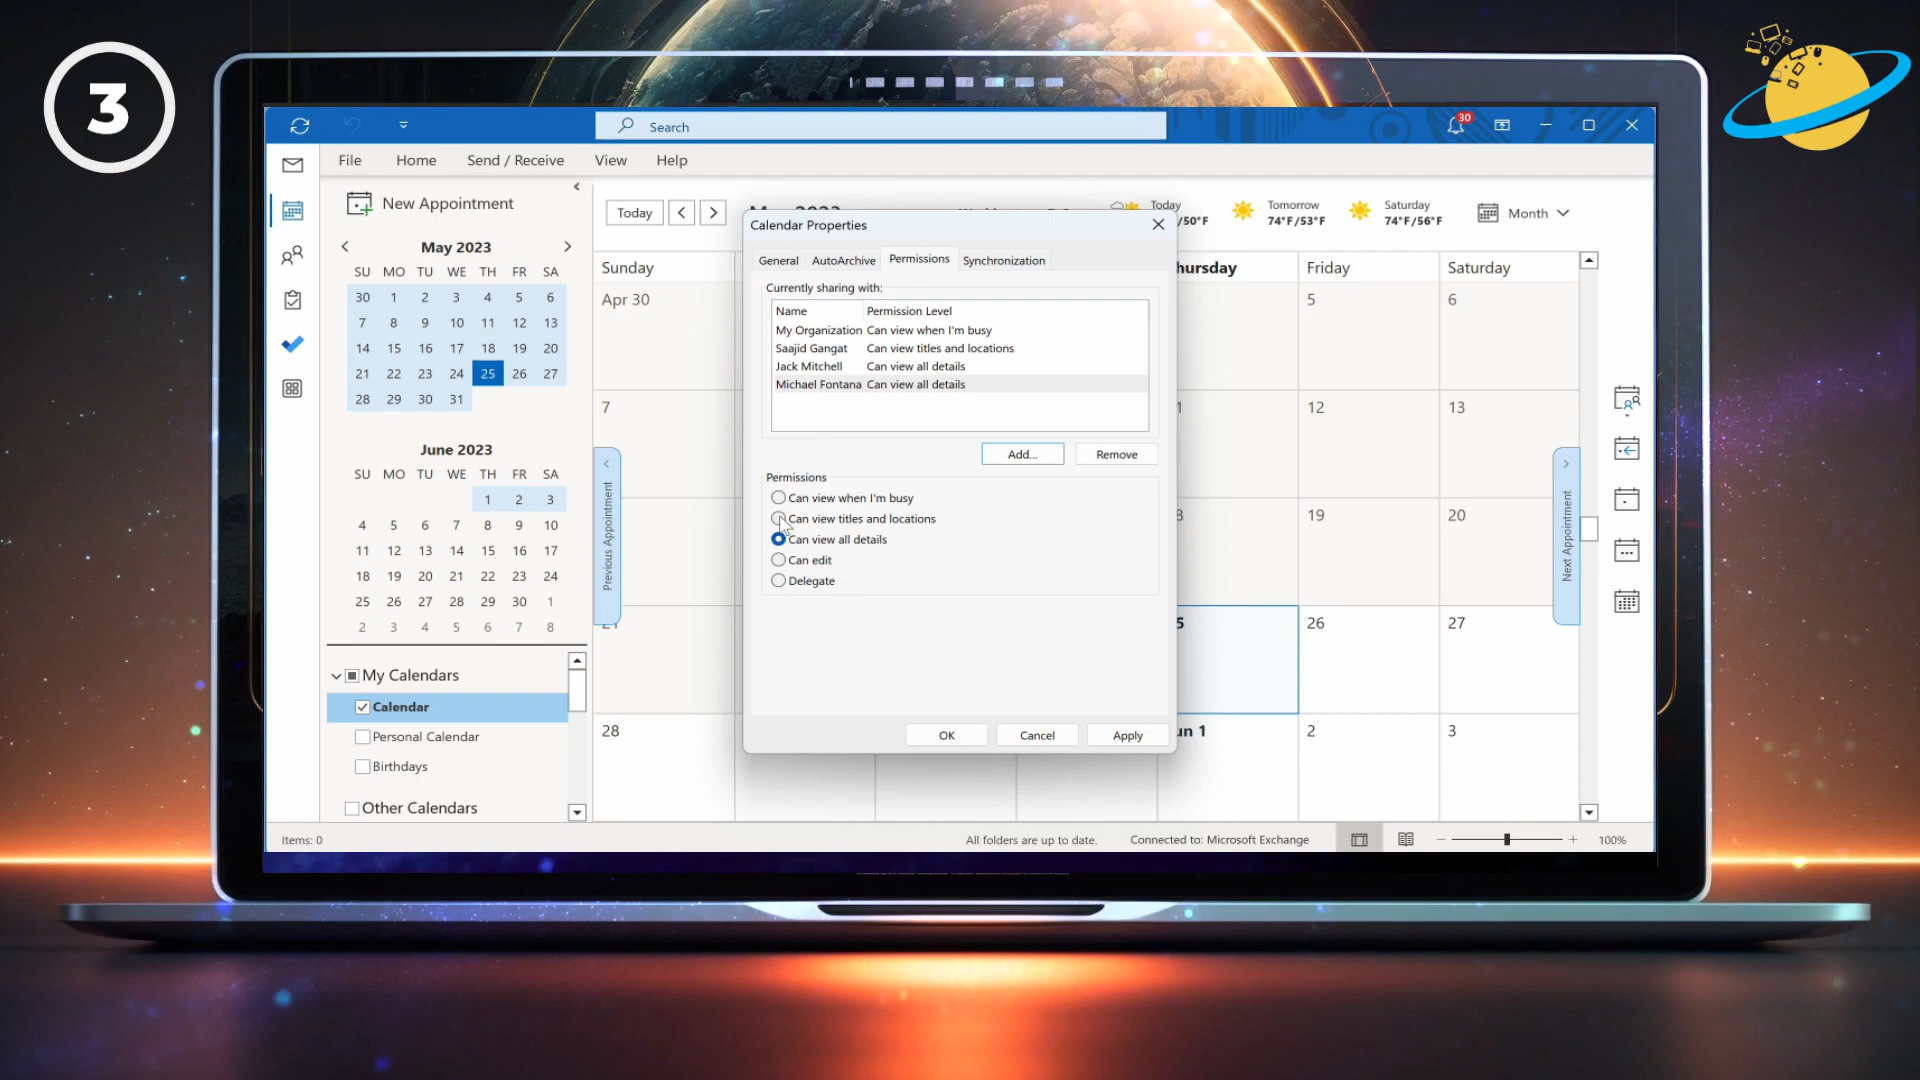 3
Search
30
File Home Send / Receive View Help
New Appointment
May 2023
SU MO TU WE TH FR SA
30 1 2 3 4 5 6
7 8 9 10 11 12 13
14 15 16 17 18 19 20
21 22 23 24 25 26 27
28 29 30 31
June 2023
SU MO TU WE TH FR SA
1 2 3
4 5 6 7 8 9 10
11 12 13 14 15 16 17
18 19 20 21 22 23 24
25 26 27 28 29 30 1
2 3 4 5 6 7 8
My Calendars
Calendar
Personal Calendar
Birthdays
Other Calendars
Today
Today
/50°F
Tomorrow
74°F/53°F
Saturday
74°F/56°F
Month
Sunday
hursday
Friday
Saturday
Apr 30
5
6
7
12
13
19
20
5
26
27
28
un 1
2
3
Previous Appointment
Next Appointment
Calendar Properties
General AutoArchive Permissions Synchronization
Currently sharing with:
Name Permission Level
My Organization Can view when I'm busy
Saajid Gangat Can view titles and locations
Jack Mitchell Can view all details
Michael Fontana Can view all details
Add... Remove
Permissions
Can view when I'm busy
Can view titles and locations
Can view all details
Can edit
Delegate
OK Cancel Apply
Items: 0
All folders are up to date. Connected to: Microsoft Exchange 100%